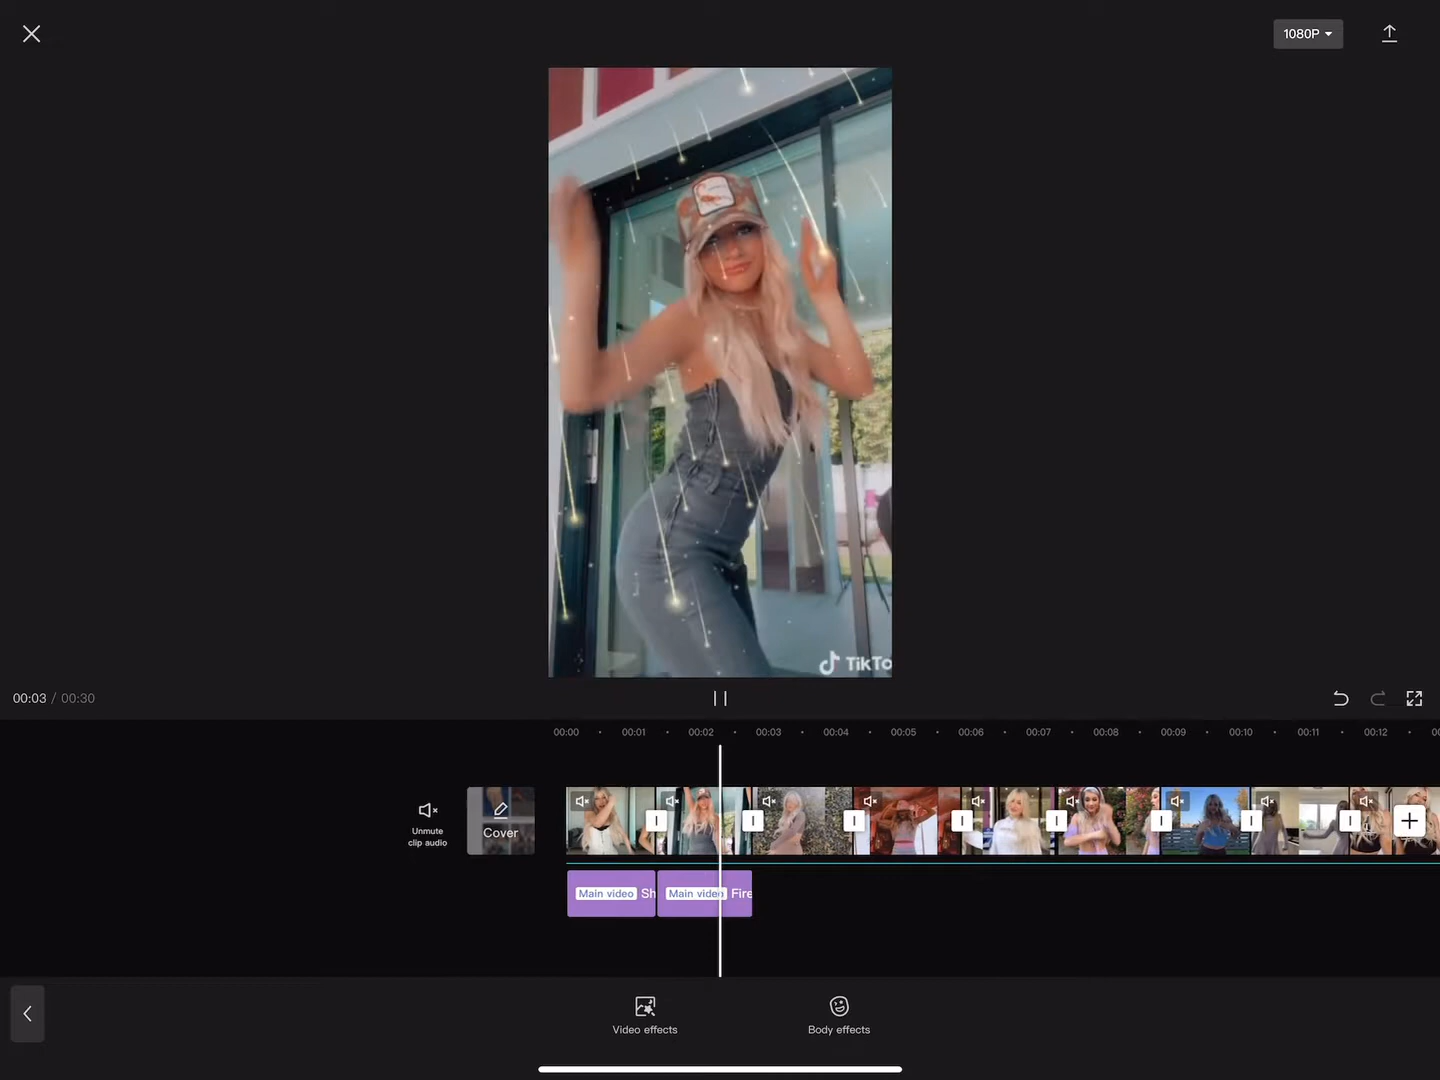 1080P
TikTo
00:03 / 00:30
00:00 00:01 00:02 00:03 00:04 00:05 00:06 00:07 00:08 00:09 00:10 00:11 00:12 00
Unmute
clip audio
Cover
Main video Sh
Main video Fire
Video effects
Body effects